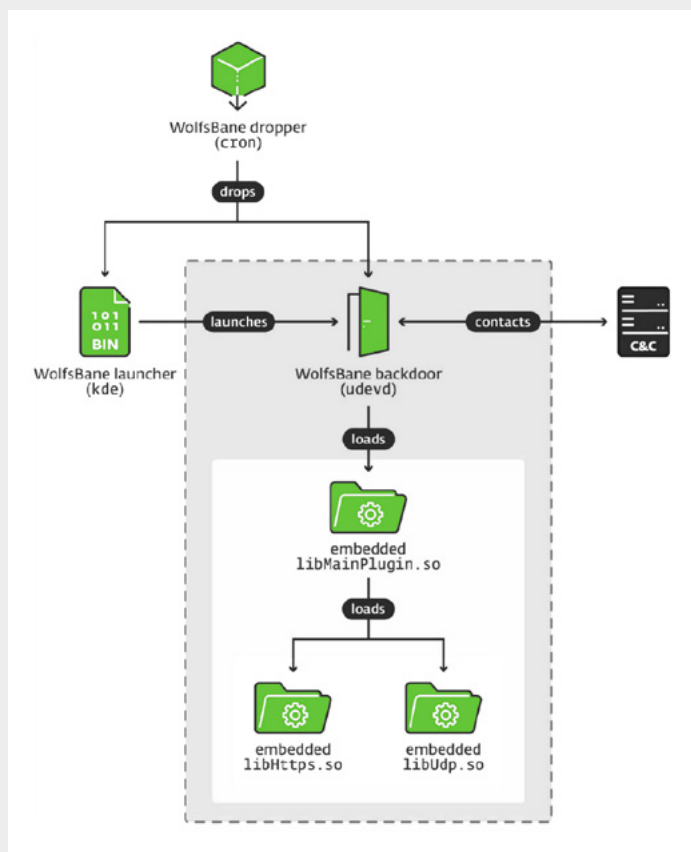 WolfsBane dropper
(cron)
drops
101
011
BIN
launches
contacts
C&C
WolfsBane launcher
(kde)
WolfsBane backdoor
(udevd)
loads
embedded
libMainPlugin.so
loads
embedded
libHttps.so
embedded
libUdp.so